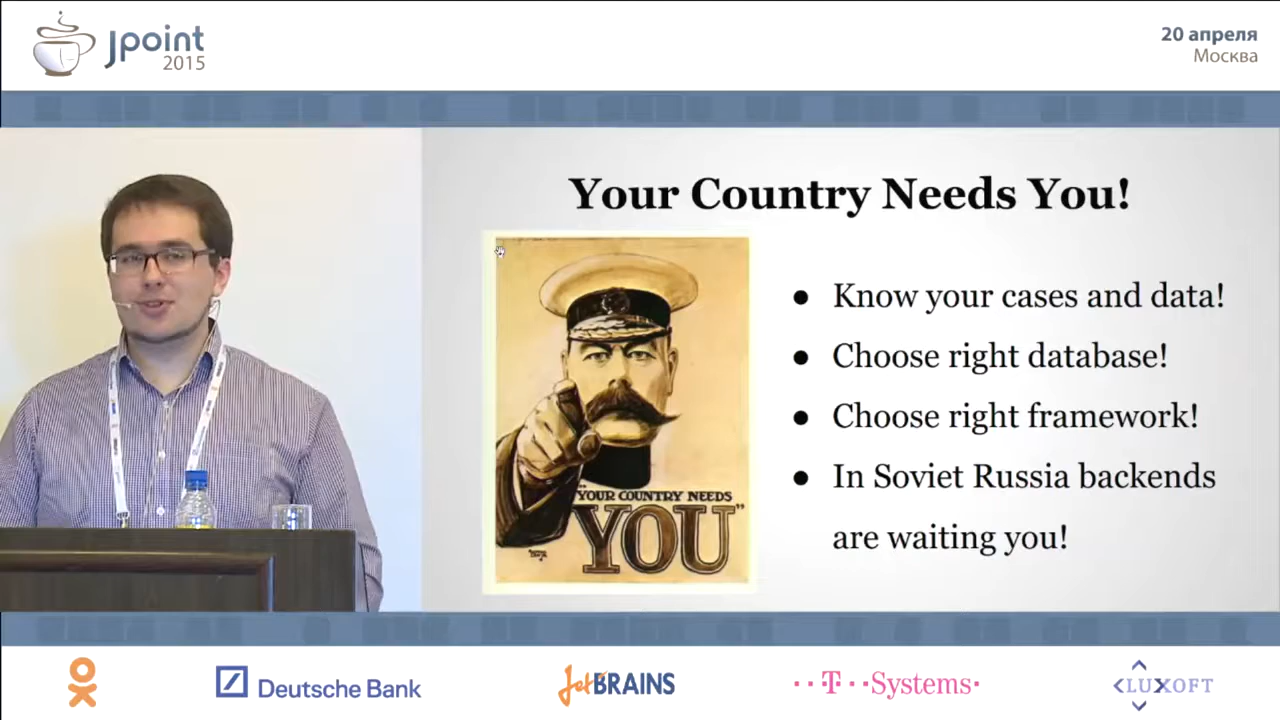 Jpoint
2015
20 апреля
Москва
Your Country Needs You!
"YOUR COUNTRY NEEDS
YOU"
● Know your cases and data!
● Choose right database!
● Choose right framework!
● In Soviet Russia backends
are waiting you!
Deutsche Bank
JetBRAINS
T Systems
LUXOFT